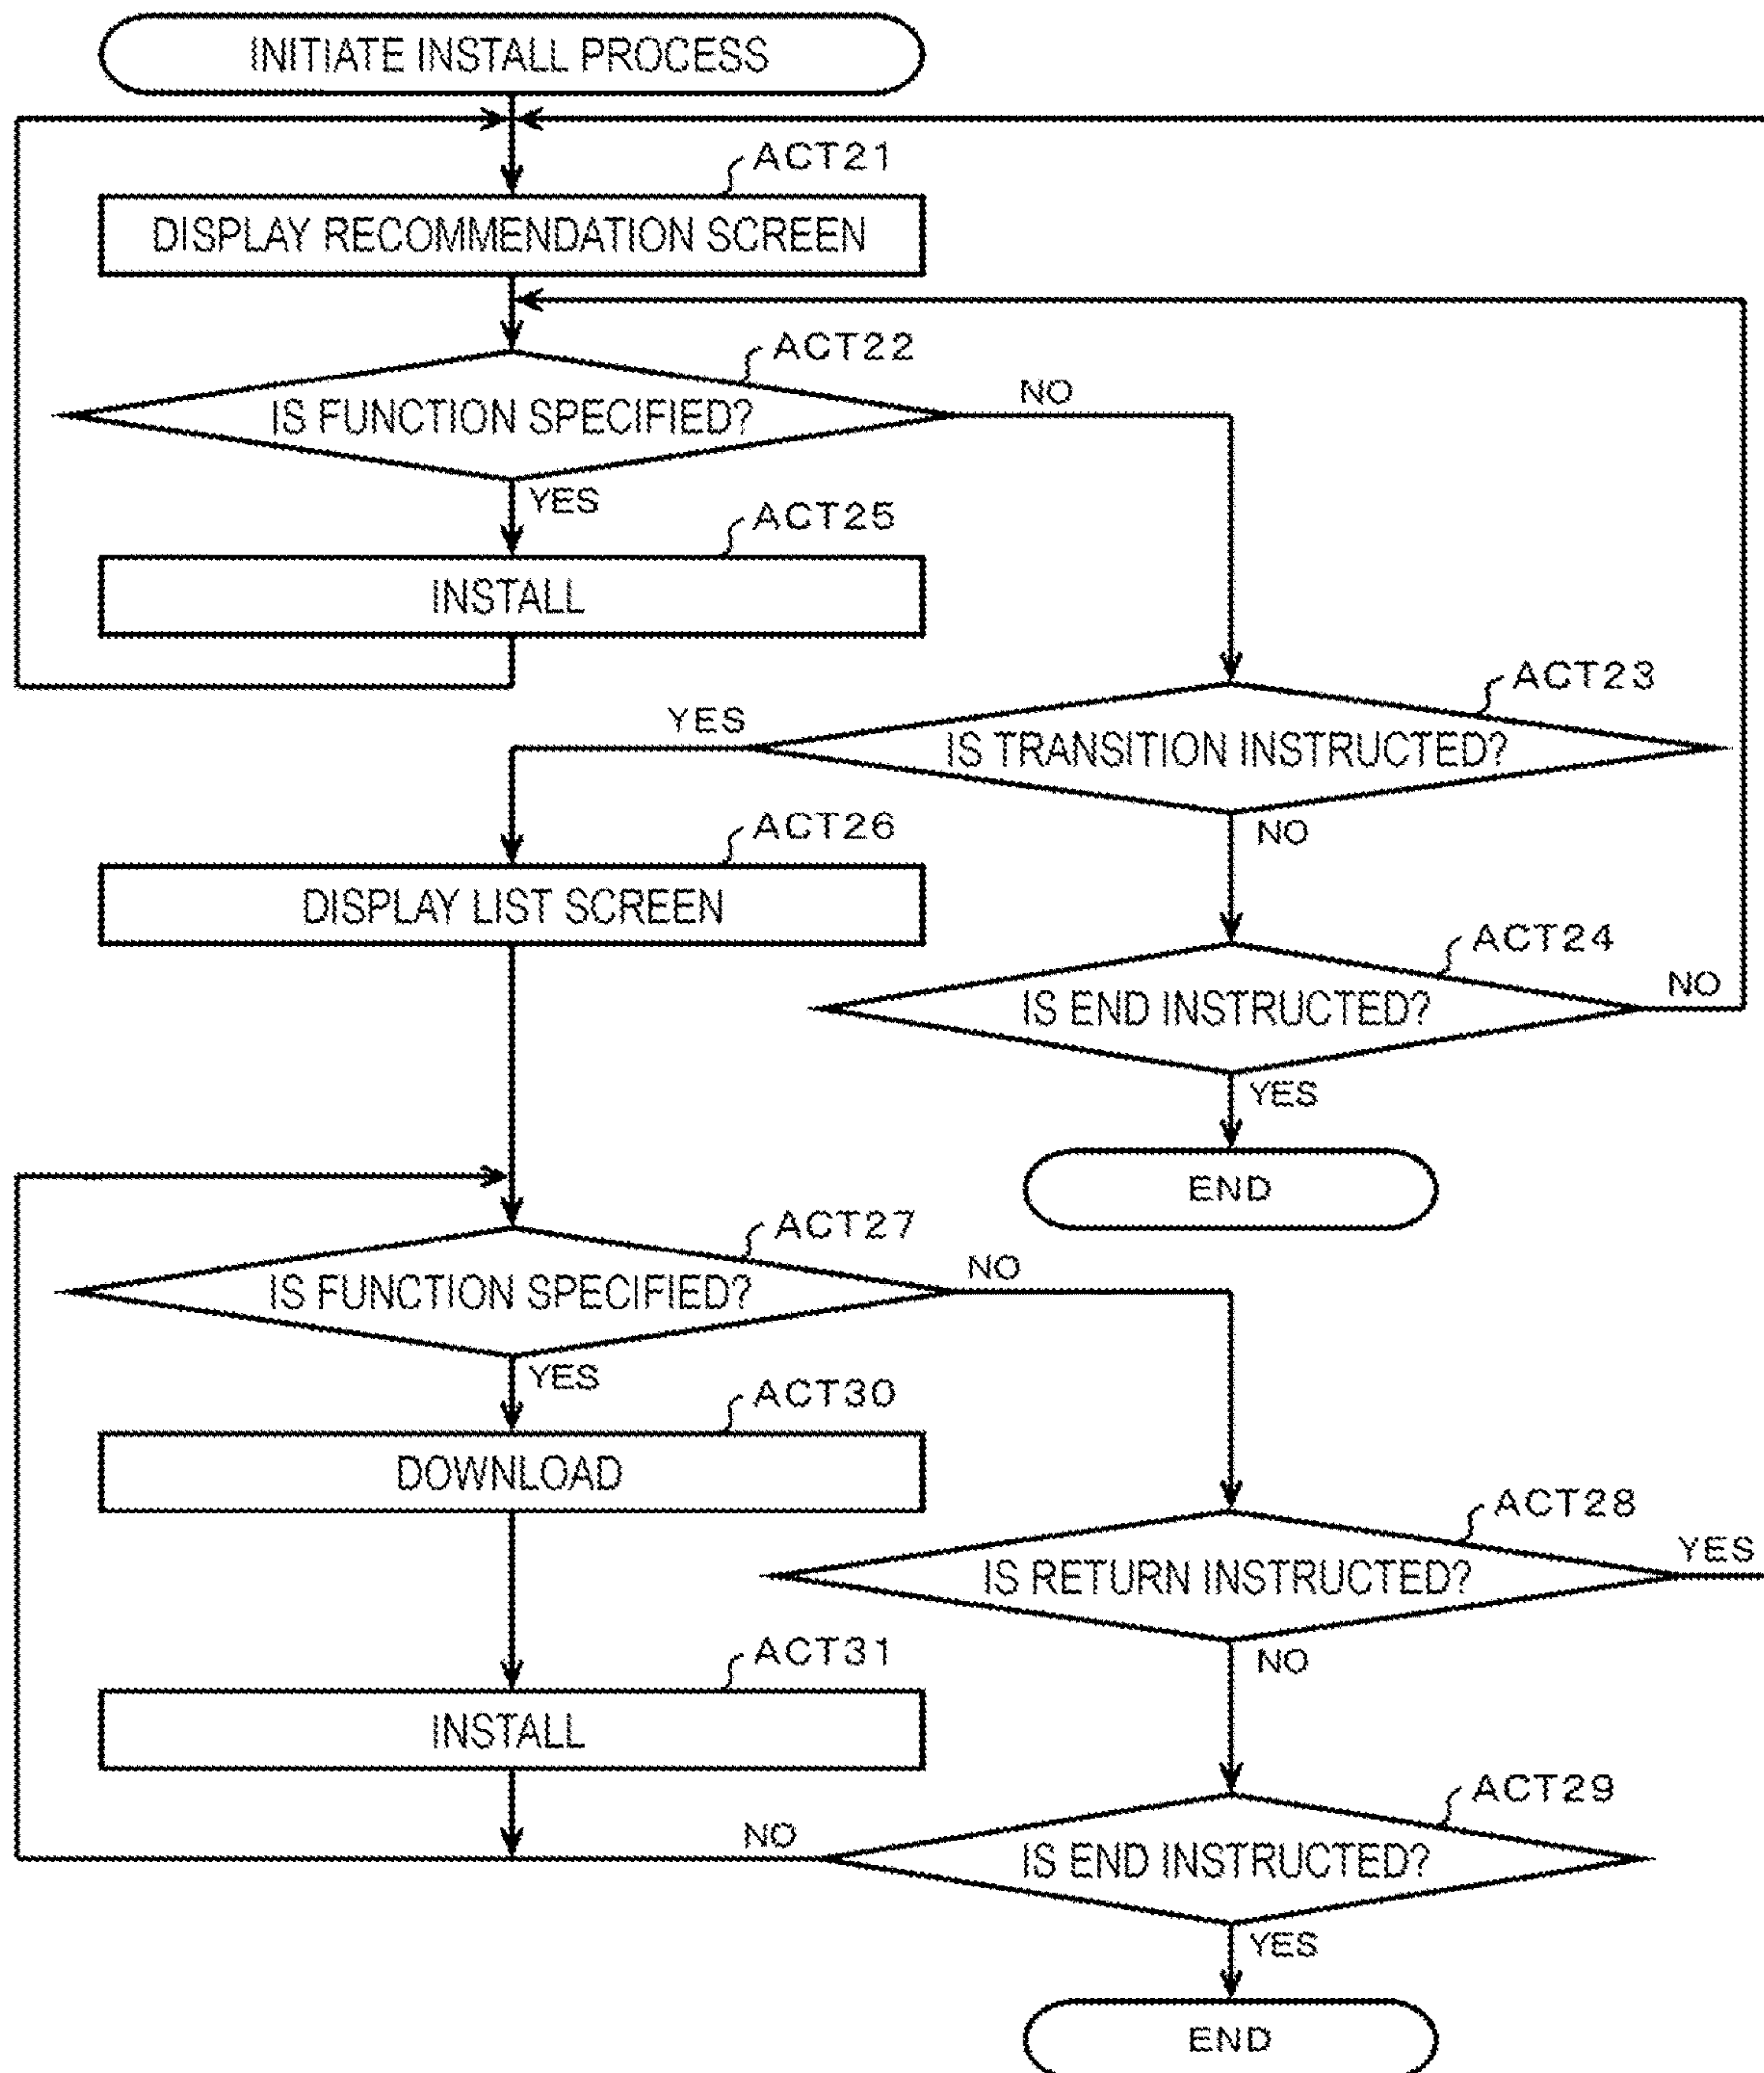 INITIATE INSTALL PROCESS
ACT21
DISPLAY RECOMMENDATION SCREEN
ACT22
IS FUNCTION SPECIFIED?
NO
YES
ACT25
INSTALL
ACT23
YES
IS TRANSITION INSTRUCTED?
NO
ACT26
DISPLAY LIST SCREEN
ACT24
IS END INSTRUCTED?
NO
YES
END
ACT27
IS FUNCTION SPECIFIED?
NO
YES
ACT30
DOWNLOAD
ACT28
IS RETURN INSTRUCTED?
YES
NO
ACT31
INSTALL
ACT29
NO
IS END INSTRUCTED?
YES
END